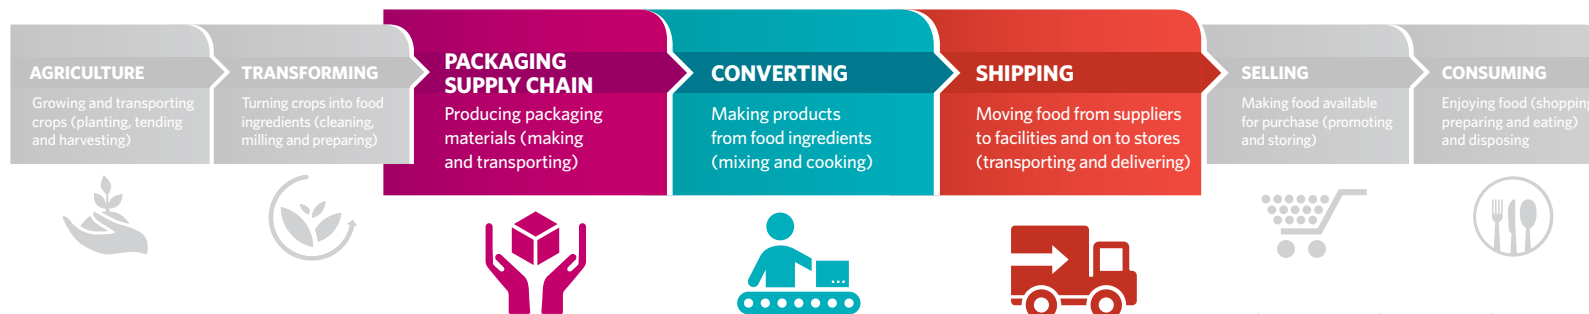 AGRICULTURE
Growing and transporting
crops (planting, tending
and harvesting)
TRANSFORMING
Turning crops into food
ingredients (cleaning,
milling and preparing)
PACKAGING
SUPPLY CHAIN
Producing packaging
materials (making
and transporting)
CONVERTING
Making products
from food ingredients
(mixing and cooking)
SHIPPING
Moving food from suppliers
to facilities and on to stores
(transporting and delivering)
SELLING
Making food available
for purchase (promoting
and storing)
CONSUMING
Enjoying food (shopping
preparing and eating)
and disposing